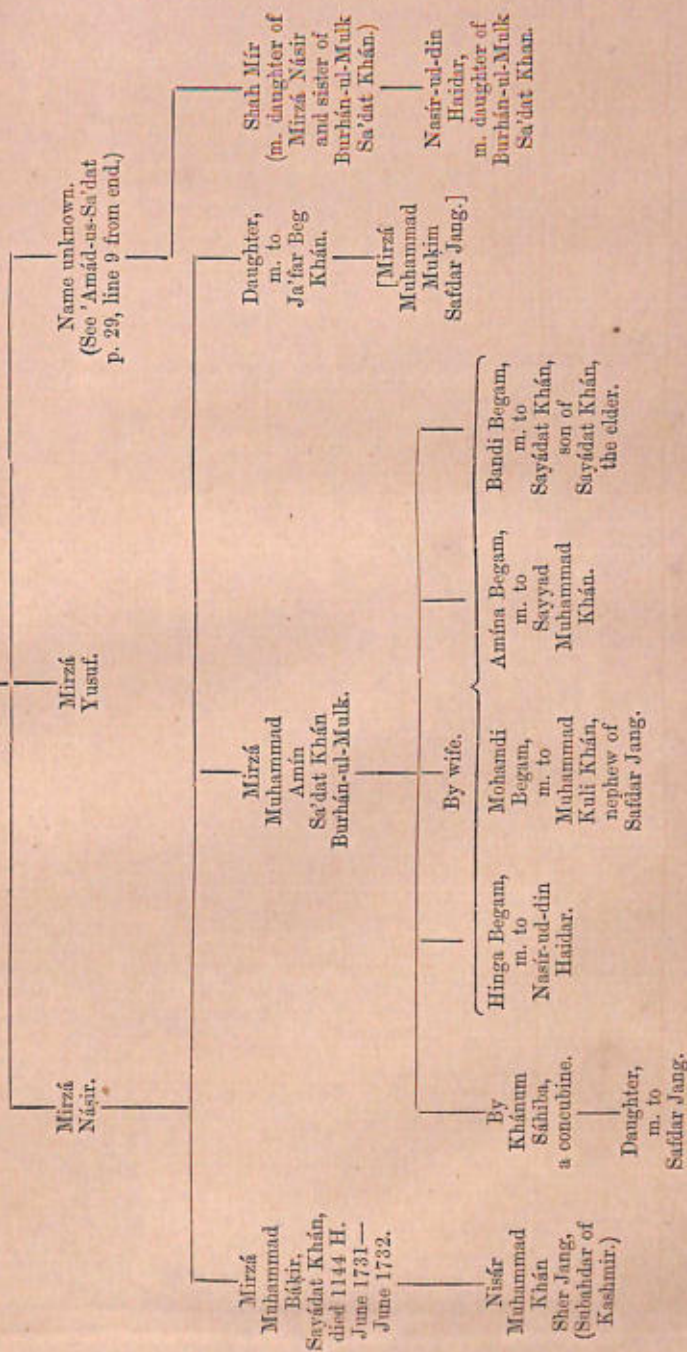 Mirzá
Násir.
Mirzá
Yusuf.
Name unknown.
(See 'Amád-us-Sa'dat
p. 29, line 9 from end.)
Mirzá
Muhammad
Báḳir.
Sayádat Khán,
died 1144 H.
June 1731—
June 1732.
Mirzá
Muhammad
Amín
Sa'dat Khán
Burhán-ul-Mulk.
Daughter,
m. to
Ja'far Beg
Khán.
Shah Mír
(m. daughter of
Mirzá Násir
and sister of
Burhán-ul-Mulk
Sa'dat Khán.)
Nisár
Muhammad
Khán
Sher Jang,
(Subahdar of
Kashmir.)
By
Khánum
Sáhiba,
a concubine.
By wife.
[Mirzá
Muhammad
Muḳim
Safdar Jang.]
Nasír-ud-din
Haidar,
m. daughter of
Burhán-ul-Mulk
Sa'dat Khan.
Daughter,
m. to
Safdar Jang.
Hinga Begam,
m. to
Nasír-ud-din
Haidar.
Mohamdi
Begam,
m. to
Muhammad
Kuli Khán,
nephew of
Safdar Jang.
Amína Begam,
m. to
Sayyad
Muhammad
Khán.
Bandi Begam,
m. to
Sayádat Khán,
son of
Sayádat Khán,
the elder.